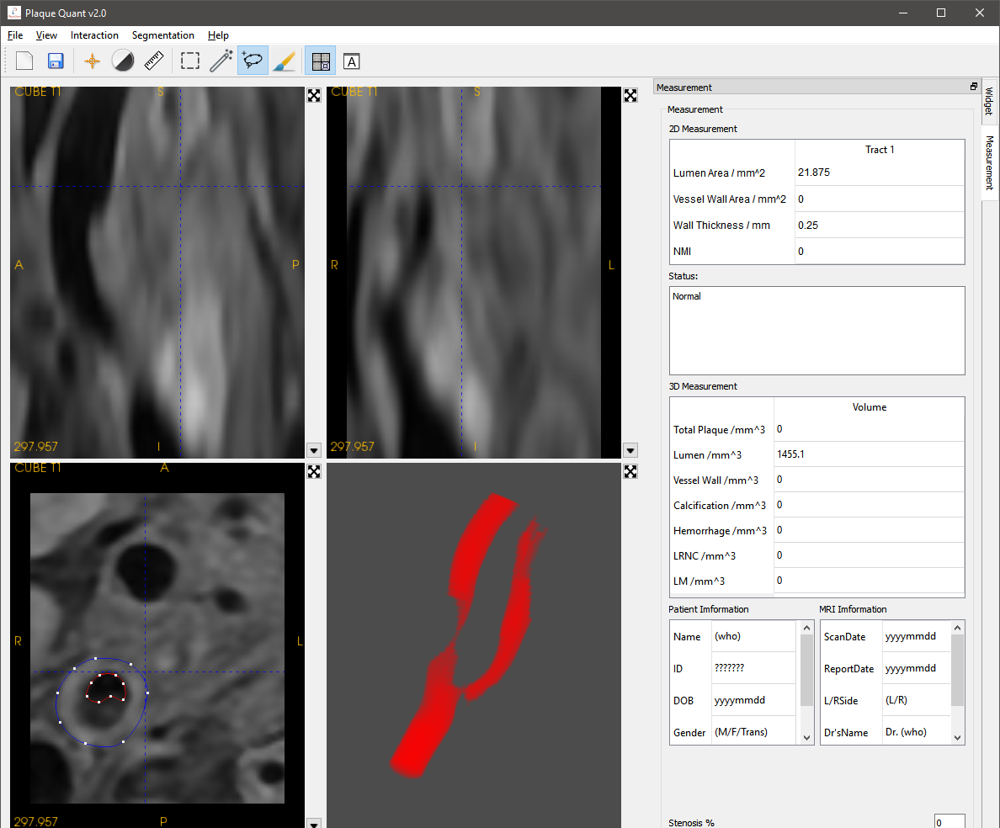 Plaque Quant v2.0
File View Interaction Segmentation Help
A
CUBE T1
S
A
P
297.957
I
CUBE T1
S
R
L
297.957
I
CUBE T1
A
R
L
297.957
P
Measurement
Widget
Measurement
Measurement
2D Measurement
Tract 1
Lumen Area / mm^2 21.875
Vessel Wall Area / mm^2 0
Wall Thickness / mm 0.25
NMI 0
Status:
Normal
3D Measurement
Volume
Total Plaque /mm^3 0
Lumen /mm^3 1455.1
Vessel Wall /mm^3 0
Calcification /mm^3 0
Hemorrhage /mm^3 0
LRNC /mm^3 0
LM /mm^3 0
Patient Imformation
Name (who)
ID ???????
DOB yyyymmdd
Gender (M/F/Trans)
MRI Imformation
ScanDate yyyymmdd
ReportDate yyyymmdd
L/RSide (L/R)
Dr'sName Dr. (who)
Stenosis % 0